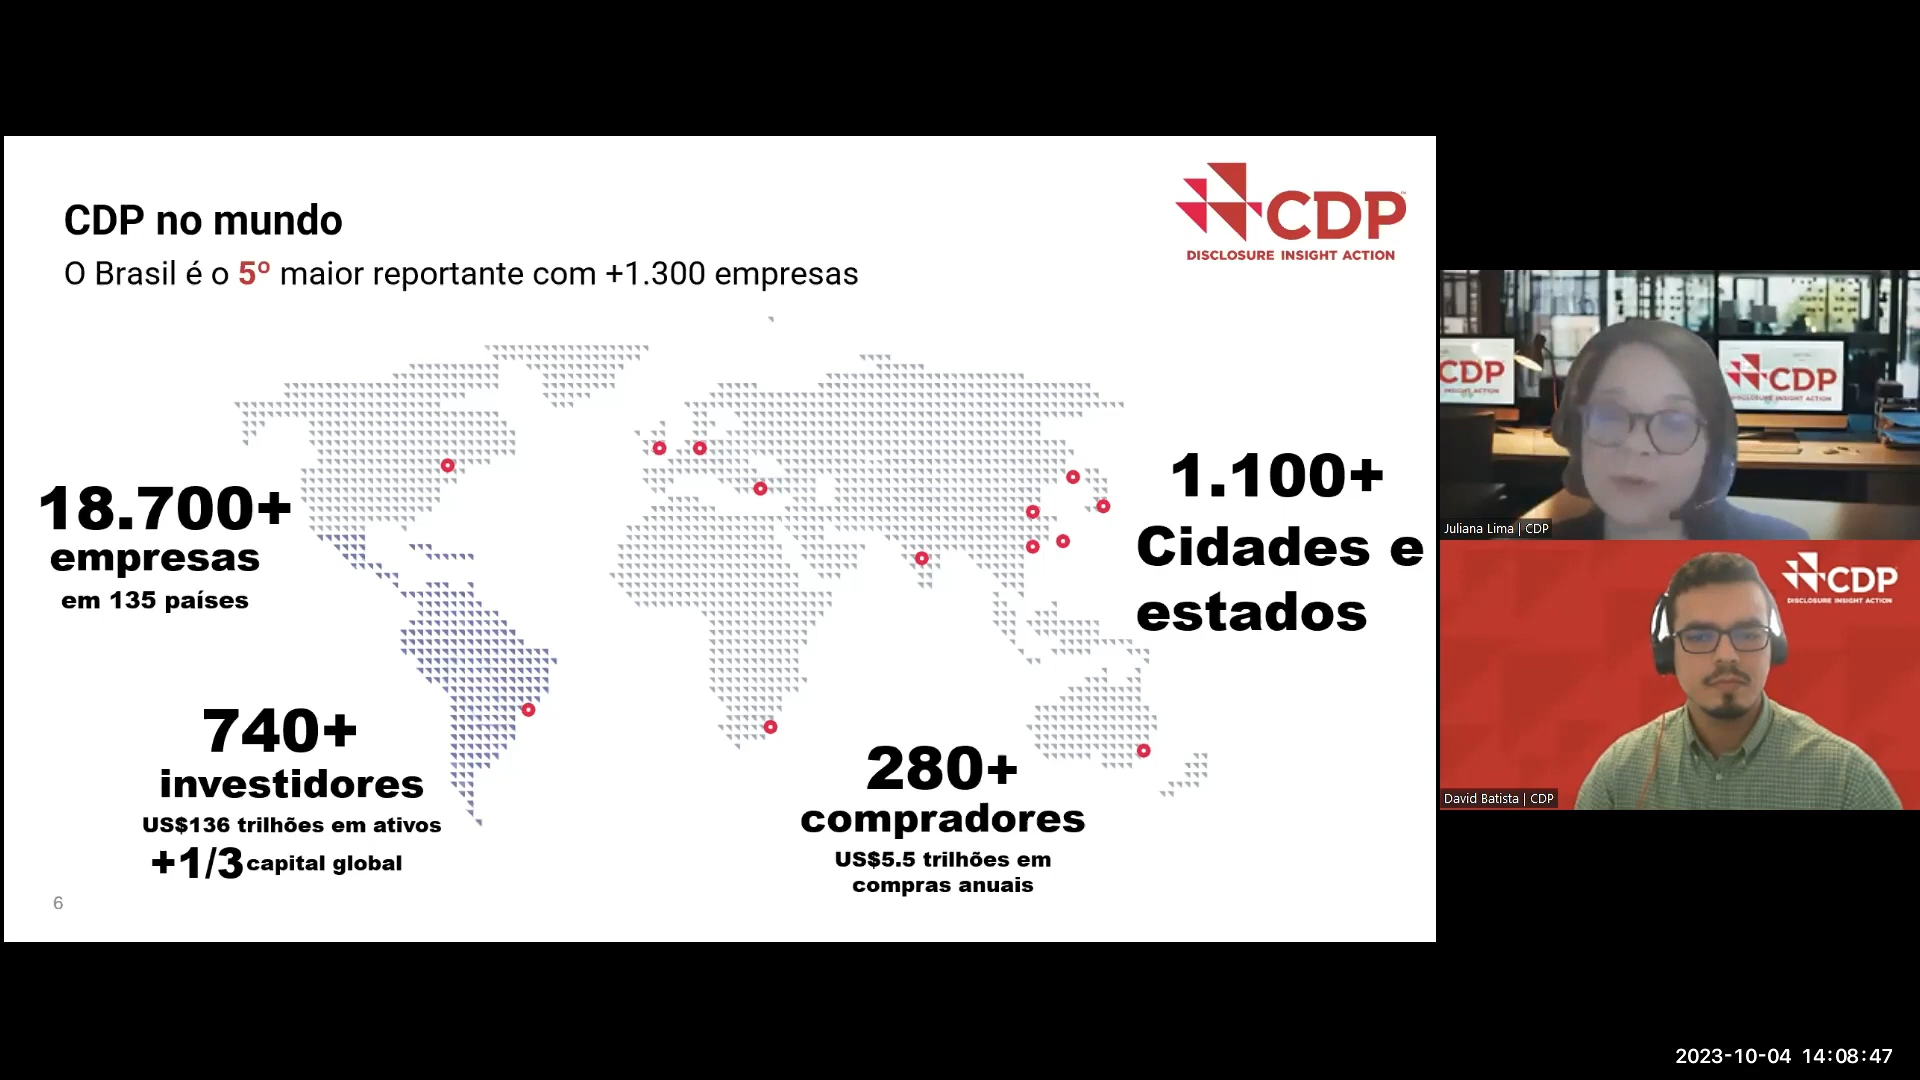 CDP no mundo
O Brasil é o 5º maior reportante com +1.300 empresas
CDP
DISCLOSURE INSIGHT ACTION
18.700+
empresas
em 135 países
740+
investidores
US$136 trilhões em ativos
+1/3 capital global
280+
compradores
US$5.5 trilhões em
compras anuais
1.100+
Cidades e
estados
6
CDP
CDP
DISCLOSURE INSIGHT ACTION
Juliana Lima | CDP
CDP
DISCLOSURE INSIGHT ACTION
David Batista | CDP
2023-10-04 14:08:47